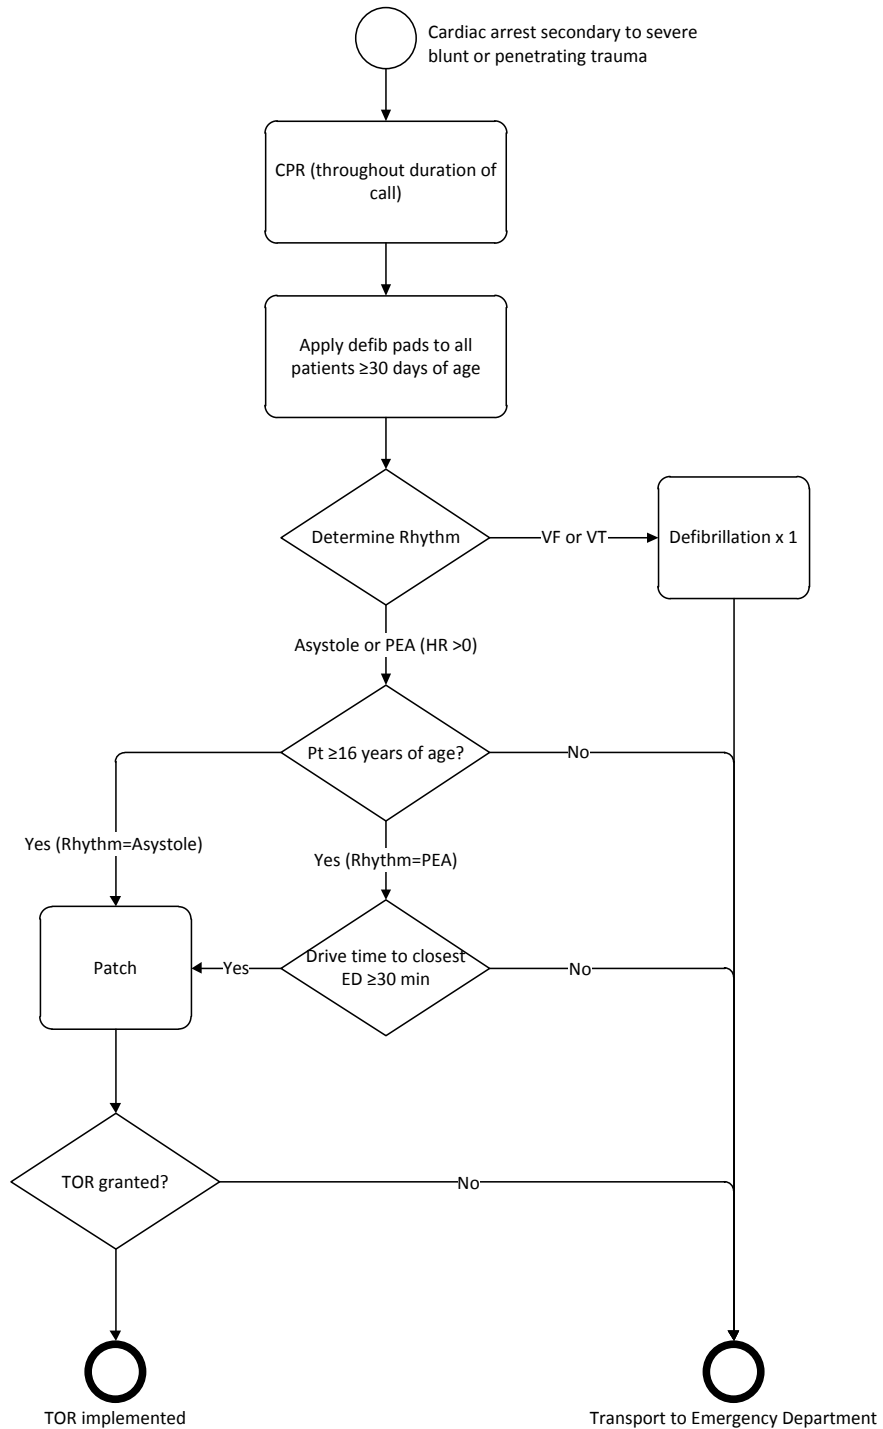 Cardiac arrest secondary to severe
blunt or penetrating trauma
CPR (throughout duration of
call)
Apply defib pads to all
patients ≥30 days of age
Determine Rhythm
VF or VT
Defibrillation x 1
Asystole or PEA (HR >0)
Pt ≥16 years of age?
No
Yes (Rhythm=Asystole)
Yes (Rhythm=PEA)
Patch
Yes
Drive time to closest
ED ≥30 min
No
TOR granted?
No
TOR implemented
Transport to Emergency Department